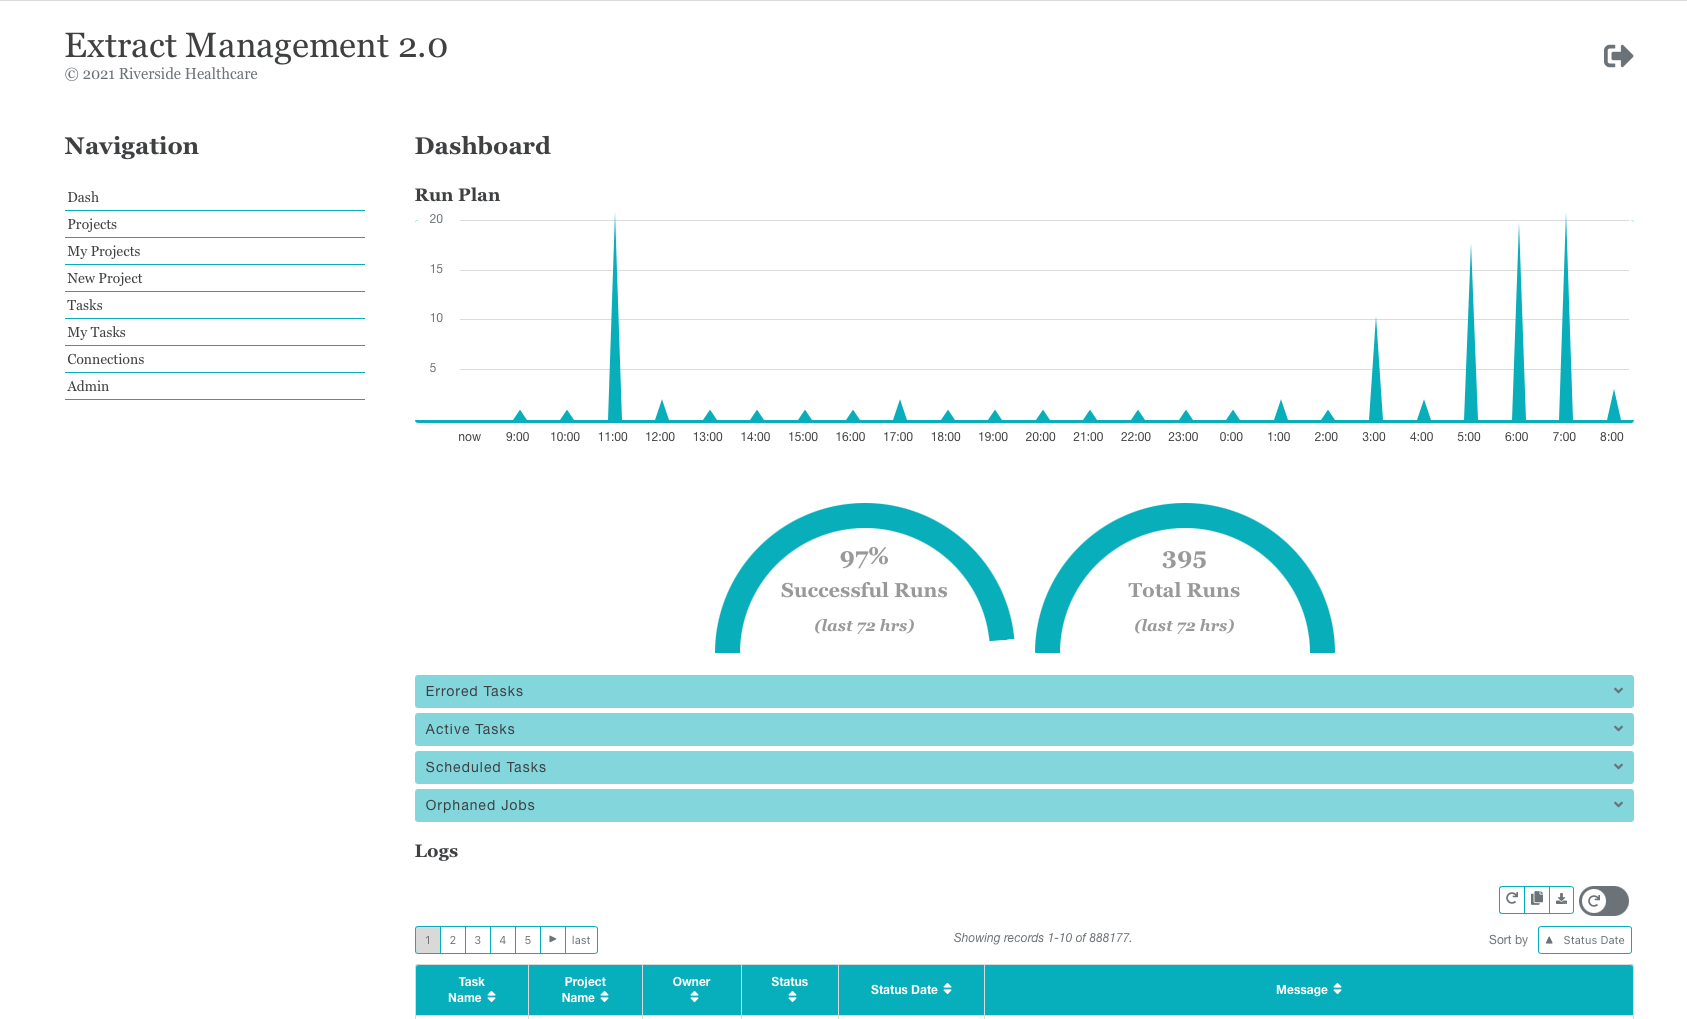 Extract Management 2.0
© 2021 Riverside Healthcare
Navigation
Dash
Projects
My Projects
New Project
Tasks
My Tasks
Connections
Admin
Dashboard
Run Plan
20
15
10
5
now 9:00 10:00 11:00 12:00 13:00 14:00 15:00 16:00 17:00 18:00 19:00 20:00 21:00 22:00 23:00 0:00 1:00 2:00 3:00 4:00 5:00 6:00 7:00 8:00
97%
Successful Runs
(last 72 hrs)
395
Total Runs
(last 72 hrs)
Errored Tasks
Active Tasks
Scheduled Tasks
Orphaned Jobs
Logs
1 2 3 4 5 ► last
Showing records 1-10 of 888177.
Sort by ▲ Status Date
Task Name
Project Name
Owner
Status
Status Date
Message